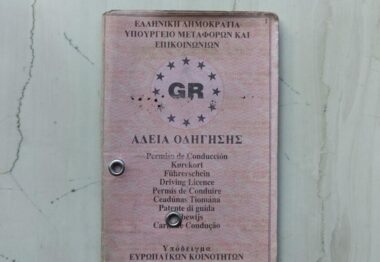 ΕΛΛΗΝΙΚΗ ΔΗΜΟΚΡΑΤΙΑ
ΥΠΟΥΡΓΕΙΟ ΜΕΤΑΦΟΡΩΝ ΚΑΙ
ΕΠΙΚΟΙΝΩΝΙΩΝ
GR
ΑΔΕΙΑ ΟΔΗΓΗΣΗΣ
Permiso de Conducción
Kørekort
Führerschein
Driving Licence
Permis de Conduire
Ceadúnas Tiomána
Patente di guida
bewijs
Carta de Condução
Υπόδειγμα
ΕΥΡΩΠΑΪΚΩΝ ΚΟΙΝΟΤΗΤΩΝ